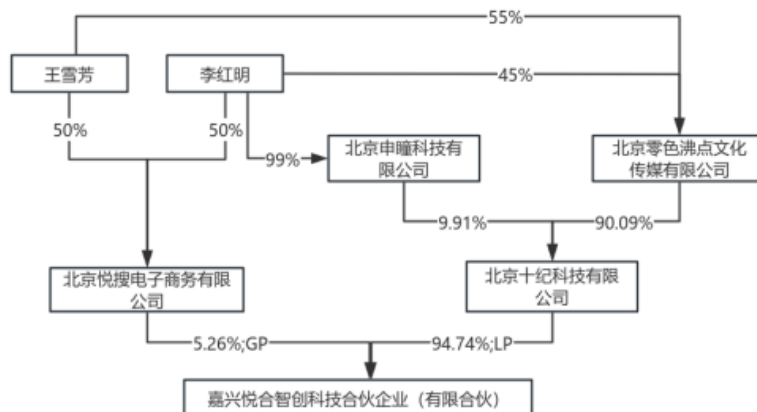 55%
王雪芳
李红明
45%
50%
50%
99%
北京申瞳科技有
限公司
北京零色沸点文化
传媒有限公司
9.91%
90.09%
北京悦搜电子商务有限
公司
北京十纪科技有限
公司
5.26%;GP
94.74%;LP
嘉兴悦合智创科技合伙企业（有限合伙）